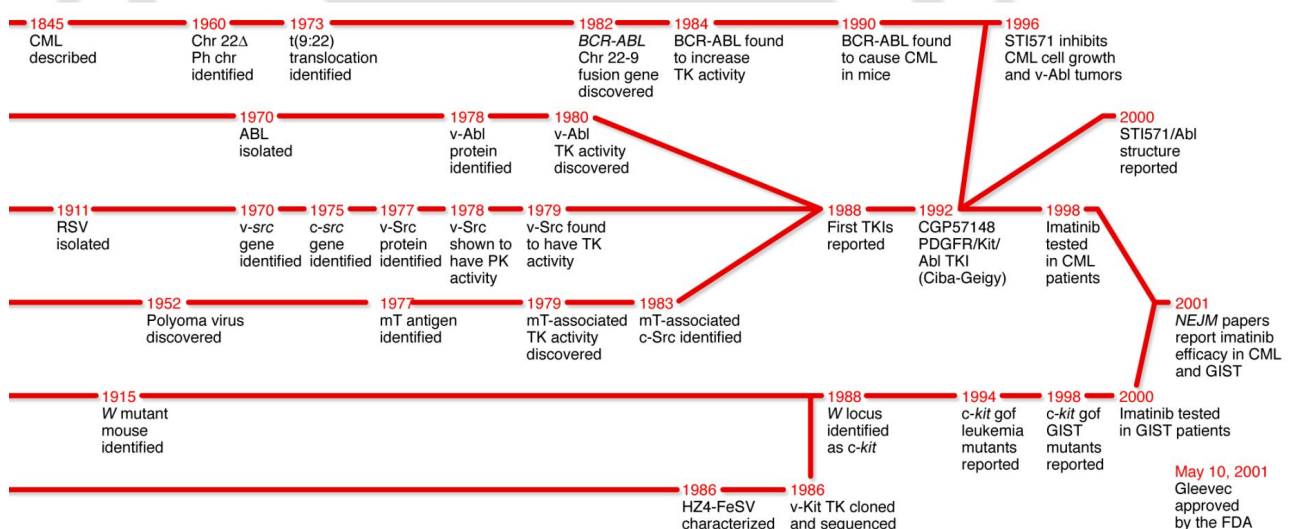 1845
CML
described
1960
Chr 22Δ
Ph chr
identified
1973
t(9:22)
translocation
identified
1982
BCR-ABL
Chr 22-9
fusion gene
discovered
1984
BCR-ABL found
to increase
TK activity
1990
BCR-ABL found
to cause CML
in mice
1996
STI571 inhibits
CML cell growth
and v-Abl tumors
1970
ABL
isolated
1978
v-Abl
protein
identified
1980
v-Abl
TK activity
discovered
2000
STI571/Abl
structure
reported
1911
RSV
isolated
1970
v-src
gene
identified
1975
c-src
gene
identified
1977
v-Src
protein
identified
1978
v-Src
shown to
have PK
activity
1979
v-Src found
to have TK
activity
1988
First TKIs
reported
1992
CGP57148
PDGFR/Kit/
Abl TKI
(Ciba-Geigy)
1998
Imatinib
tested
in CML
patients
1952
Polyoma virus
discovered
1977
mT antigen
identified
1979
mT-associated
TK activity
discovered
1983
mT-associated
c-Src identified
2001
NEJM papers
report imatinib
efficacy in CML
and GIST
1915
W mutant
mouse
identified
1988
W locus
identified
as c-kit
1994
c-kit gof
leukemia
mutants
reported
1998
c-kit gof
GIST
mutants
reported
2000
Imatinib tested
in GIST patients
1986
HZ4-FeSV
characterized
1986
v-Kit TK cloned
and sequenced
May 10, 2001
Gleevec
approved
by the FDA